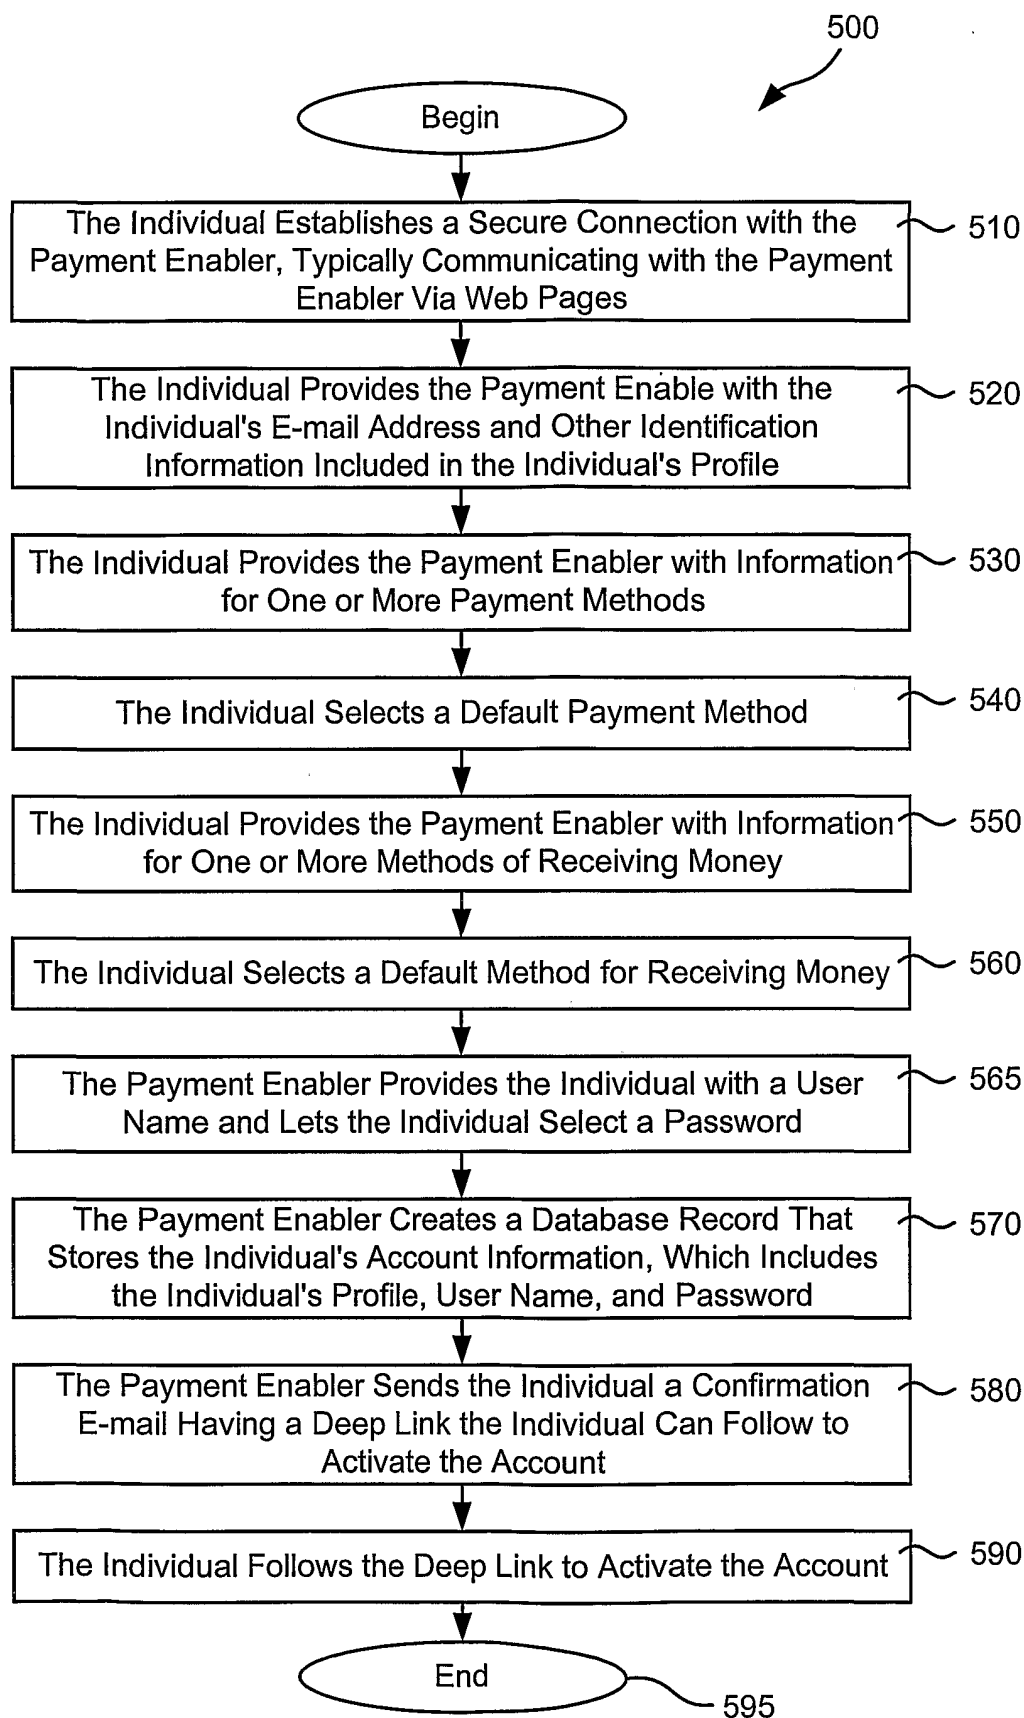 500
Begin
The Individual Establishes a Secure Connection with the
Payment Enabler, Typically Communicating with the Payment
Enabler Via Web Pages
510
The Individual Provides the Payment Enable with the
Individual's E-mail Address and Other Identification
Information Included in the Individual's Profile
520
The Individual Provides the Payment Enabler with Information
for One or More Payment Methods
530
The Individual Selects a Default Payment Method
540
The Individual Provides the Payment Enabler with Information
for One or More Methods of Receiving Money
550
The Individual Selects a Default Method for Receiving Money
560
The Payment Enabler Provides the Individual with a User
Name and Lets the Individual Select a Password
565
The Payment Enabler Creates a Database Record That
Stores the Individual's Account Information, Which Includes
the Individual's Profile, User Name, and Password
570
The Payment Enabler Sends the Individual a Confirmation
E-mail Having a Deep Link the Individual Can Follow to
Activate the Account
580
The Individual Follows the Deep Link to Activate the Account
590
End
595